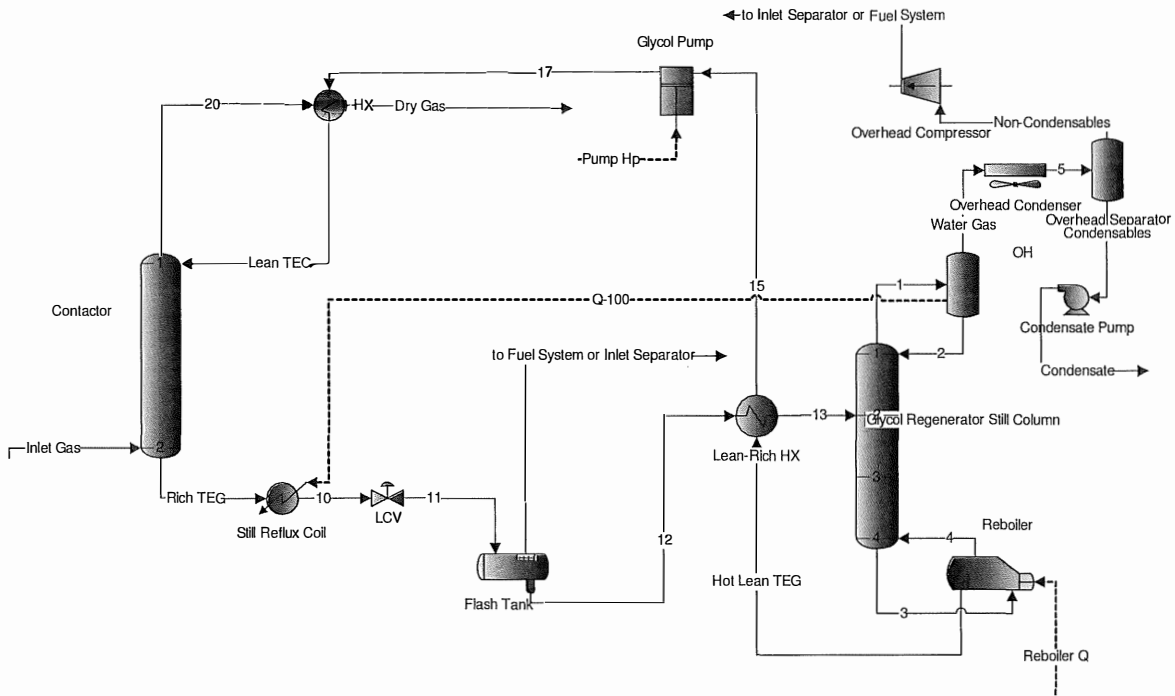 to Inlet Separator or Fuel System
Glycol Pump
17
20
HX
Dry Gas
Pump Hp
Overhead Compressor
Non-Condensables
5
Overhead Condenser
Water Gas
Overhead Separator
Condensables
OH
1
Lean TEC
Contactor
Q-100
15
1
Condensate Pump
to Fuel System or Inlet Separator
1
2
Condensate
13
2
Glycol Regenerator Still Column
Inlet Gas
2
Lean-Rich HX
3
Rich TEG
10
11
LCV
Still Reflux Coil
12
4
4
Reboiler
Hot Lean TEG
Flash Tank
3
Reboiler Q